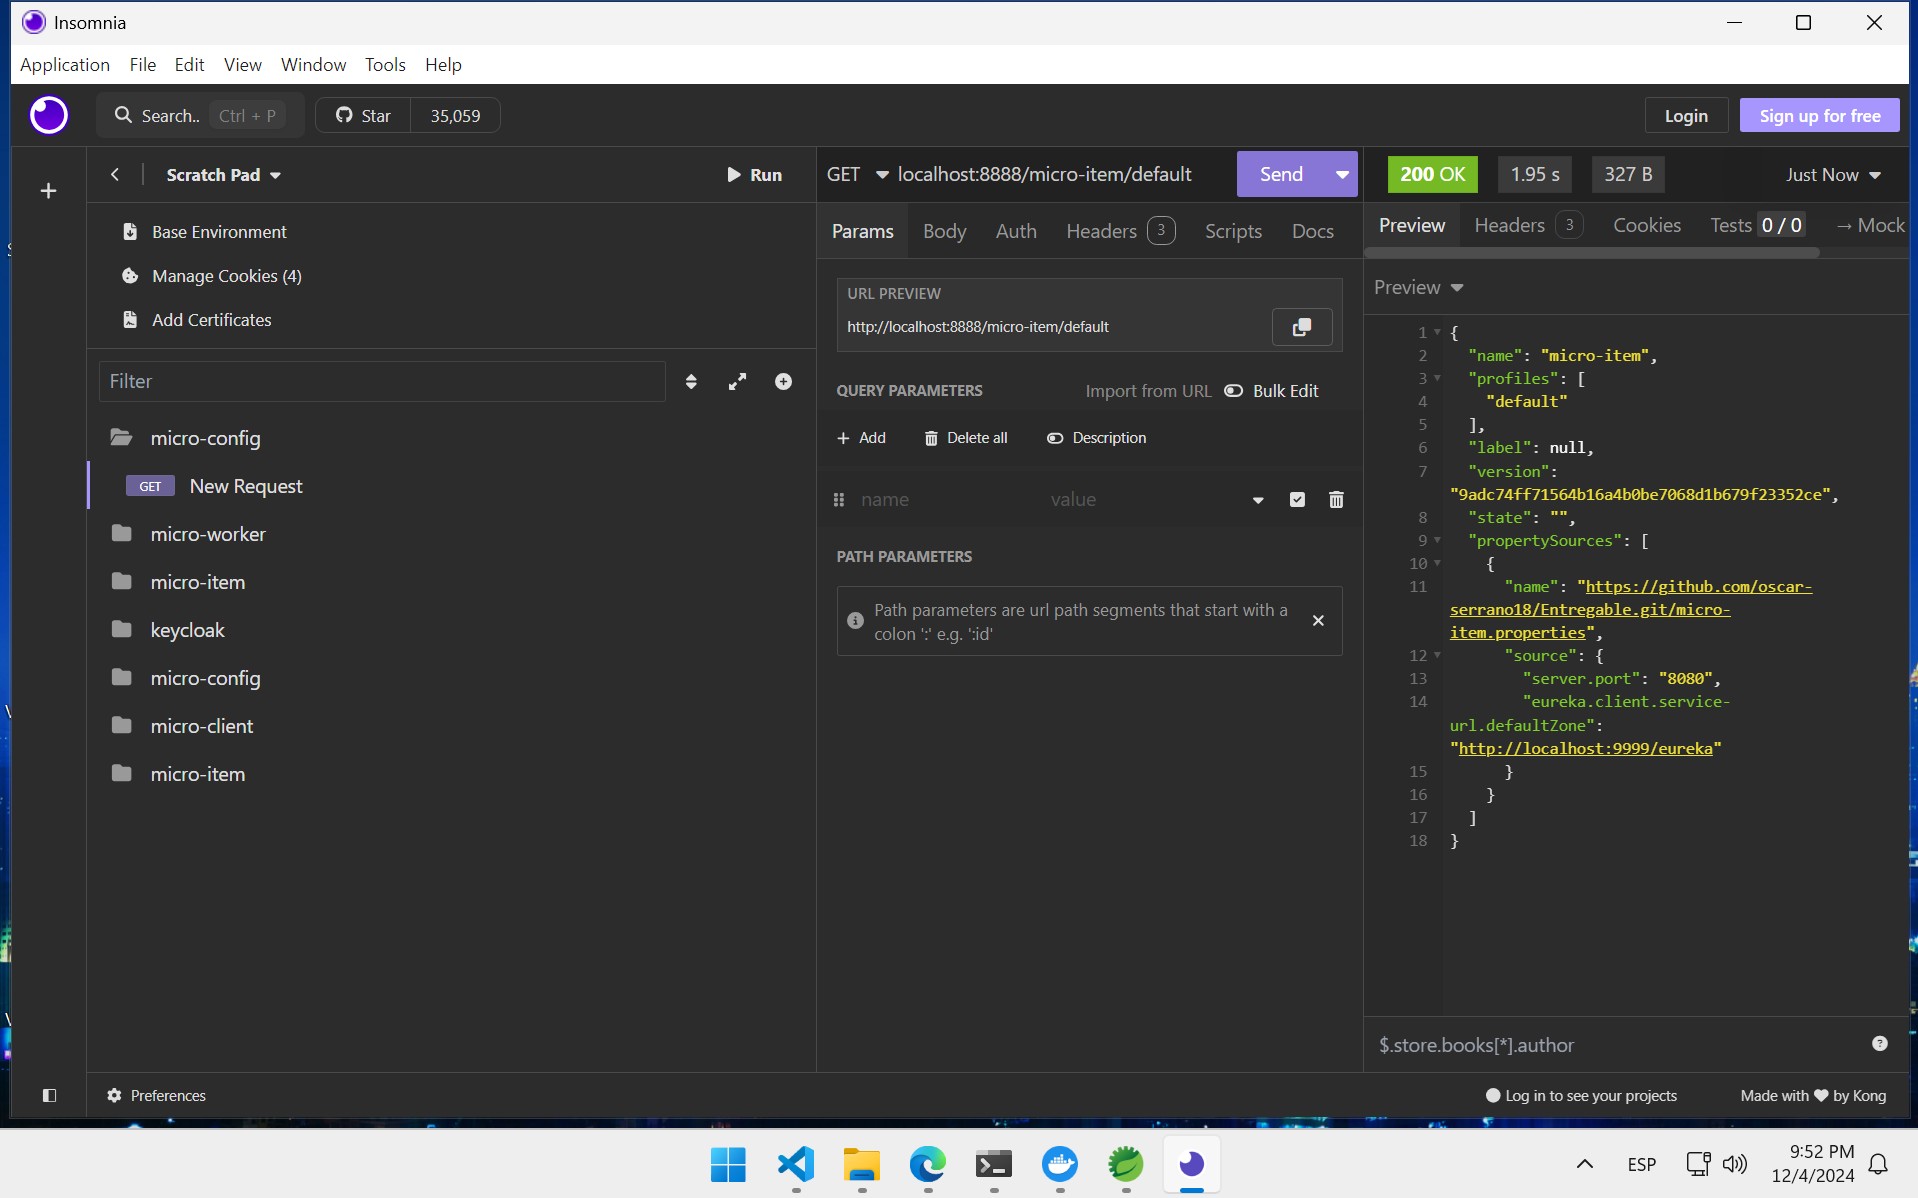 Insomnia
Application File Edit View Window Tools Help
Search.. Ctrl + P Star 35,059 Login Sign up for free
Scratch Pad Run
Base Environment
Manage Cookies (4)
Add Certificates
Filter
micro-config
GET New Request
micro-worker
micro-item
keycloak
micro-config
micro-client
micro-item
GET localhost:8888/micro-item/default Send
Params Body Auth Headers 3 Scripts Docs
URL PREVIEW
http://localhost:8888/micro-item/default
QUERY PARAMETERS Import from URL Bulk Edit
+ Add Delete all Description
name value
PATH PARAMETERS
Path parameters are url path segments that start with a
colon ':' e.g. ':id'
200 OK 1.95 s 327 B Just Now
Preview Headers 3 Cookies Tests 0 / 0 → Mock
Preview
1 {
2 "name": "micro-item",
3 "profiles": [
4 "default"
5 ],
6 "label": null,
7 "version":
"9adc74ff71564b16a4b0be7068d1b679f23352ce",
8 "state": "",
9 "propertySources": [
10 {
11 "name": "https://github.com/oscar-
serrano18/Entregable.git/micro-
item.properties",
12 "source": {
13 "server.port": "8080",
14 "eureka.client.service-
url.defaultZone":
"http://localhost:9999/eureka"
15 }
16 }
17 ]
18 }
$.store.books[*].author
Preferences Log in to see your projects Made with ❤ by Kong
ESP 9:52 PM
12/4/2024